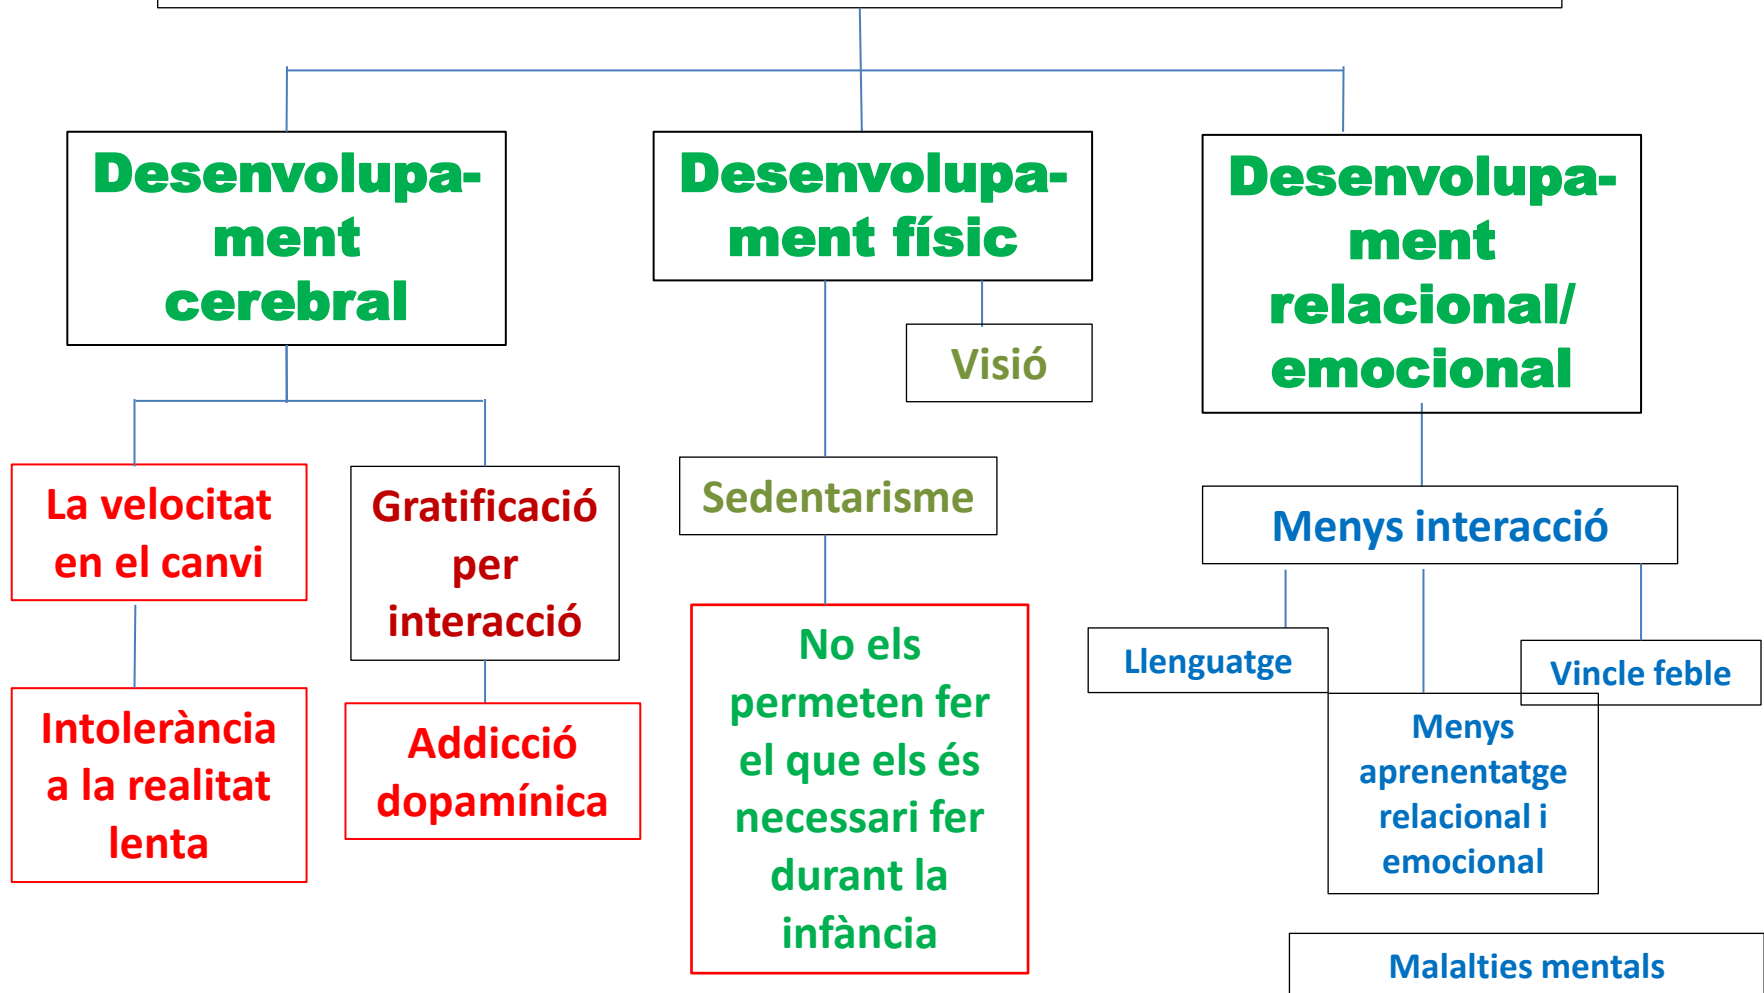 Desenvolupa-
ment
cerebral
Desenvolupa-
ment físic
Desenvolupa-
ment
relacional/
emocional
Visió
La velocitat
en el canvi
Gratificació
per
interacció
Sedentarisme
Menys interacció
Intolerància
a la realitat
lenta
Addicció
dopamínica
No els
permeten fer
el que els és
necessari fer
durant la
infància
Llenguatge
Menys
aprenentatge
relacional i
emocional
Vincle feble
Malalties mentals